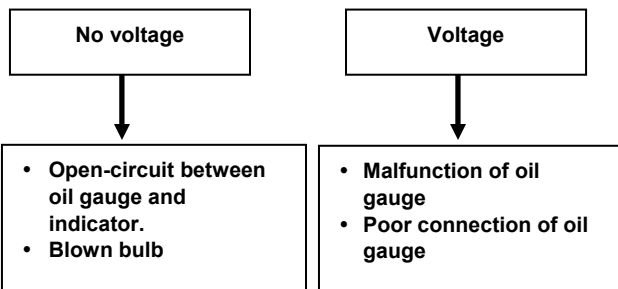 No voltage
Voltage
• Open-circuit between
oil gauge and
indicator.
• Blown bulb
• Malfunction of oil
gauge
• Poor connection of oil
gauge